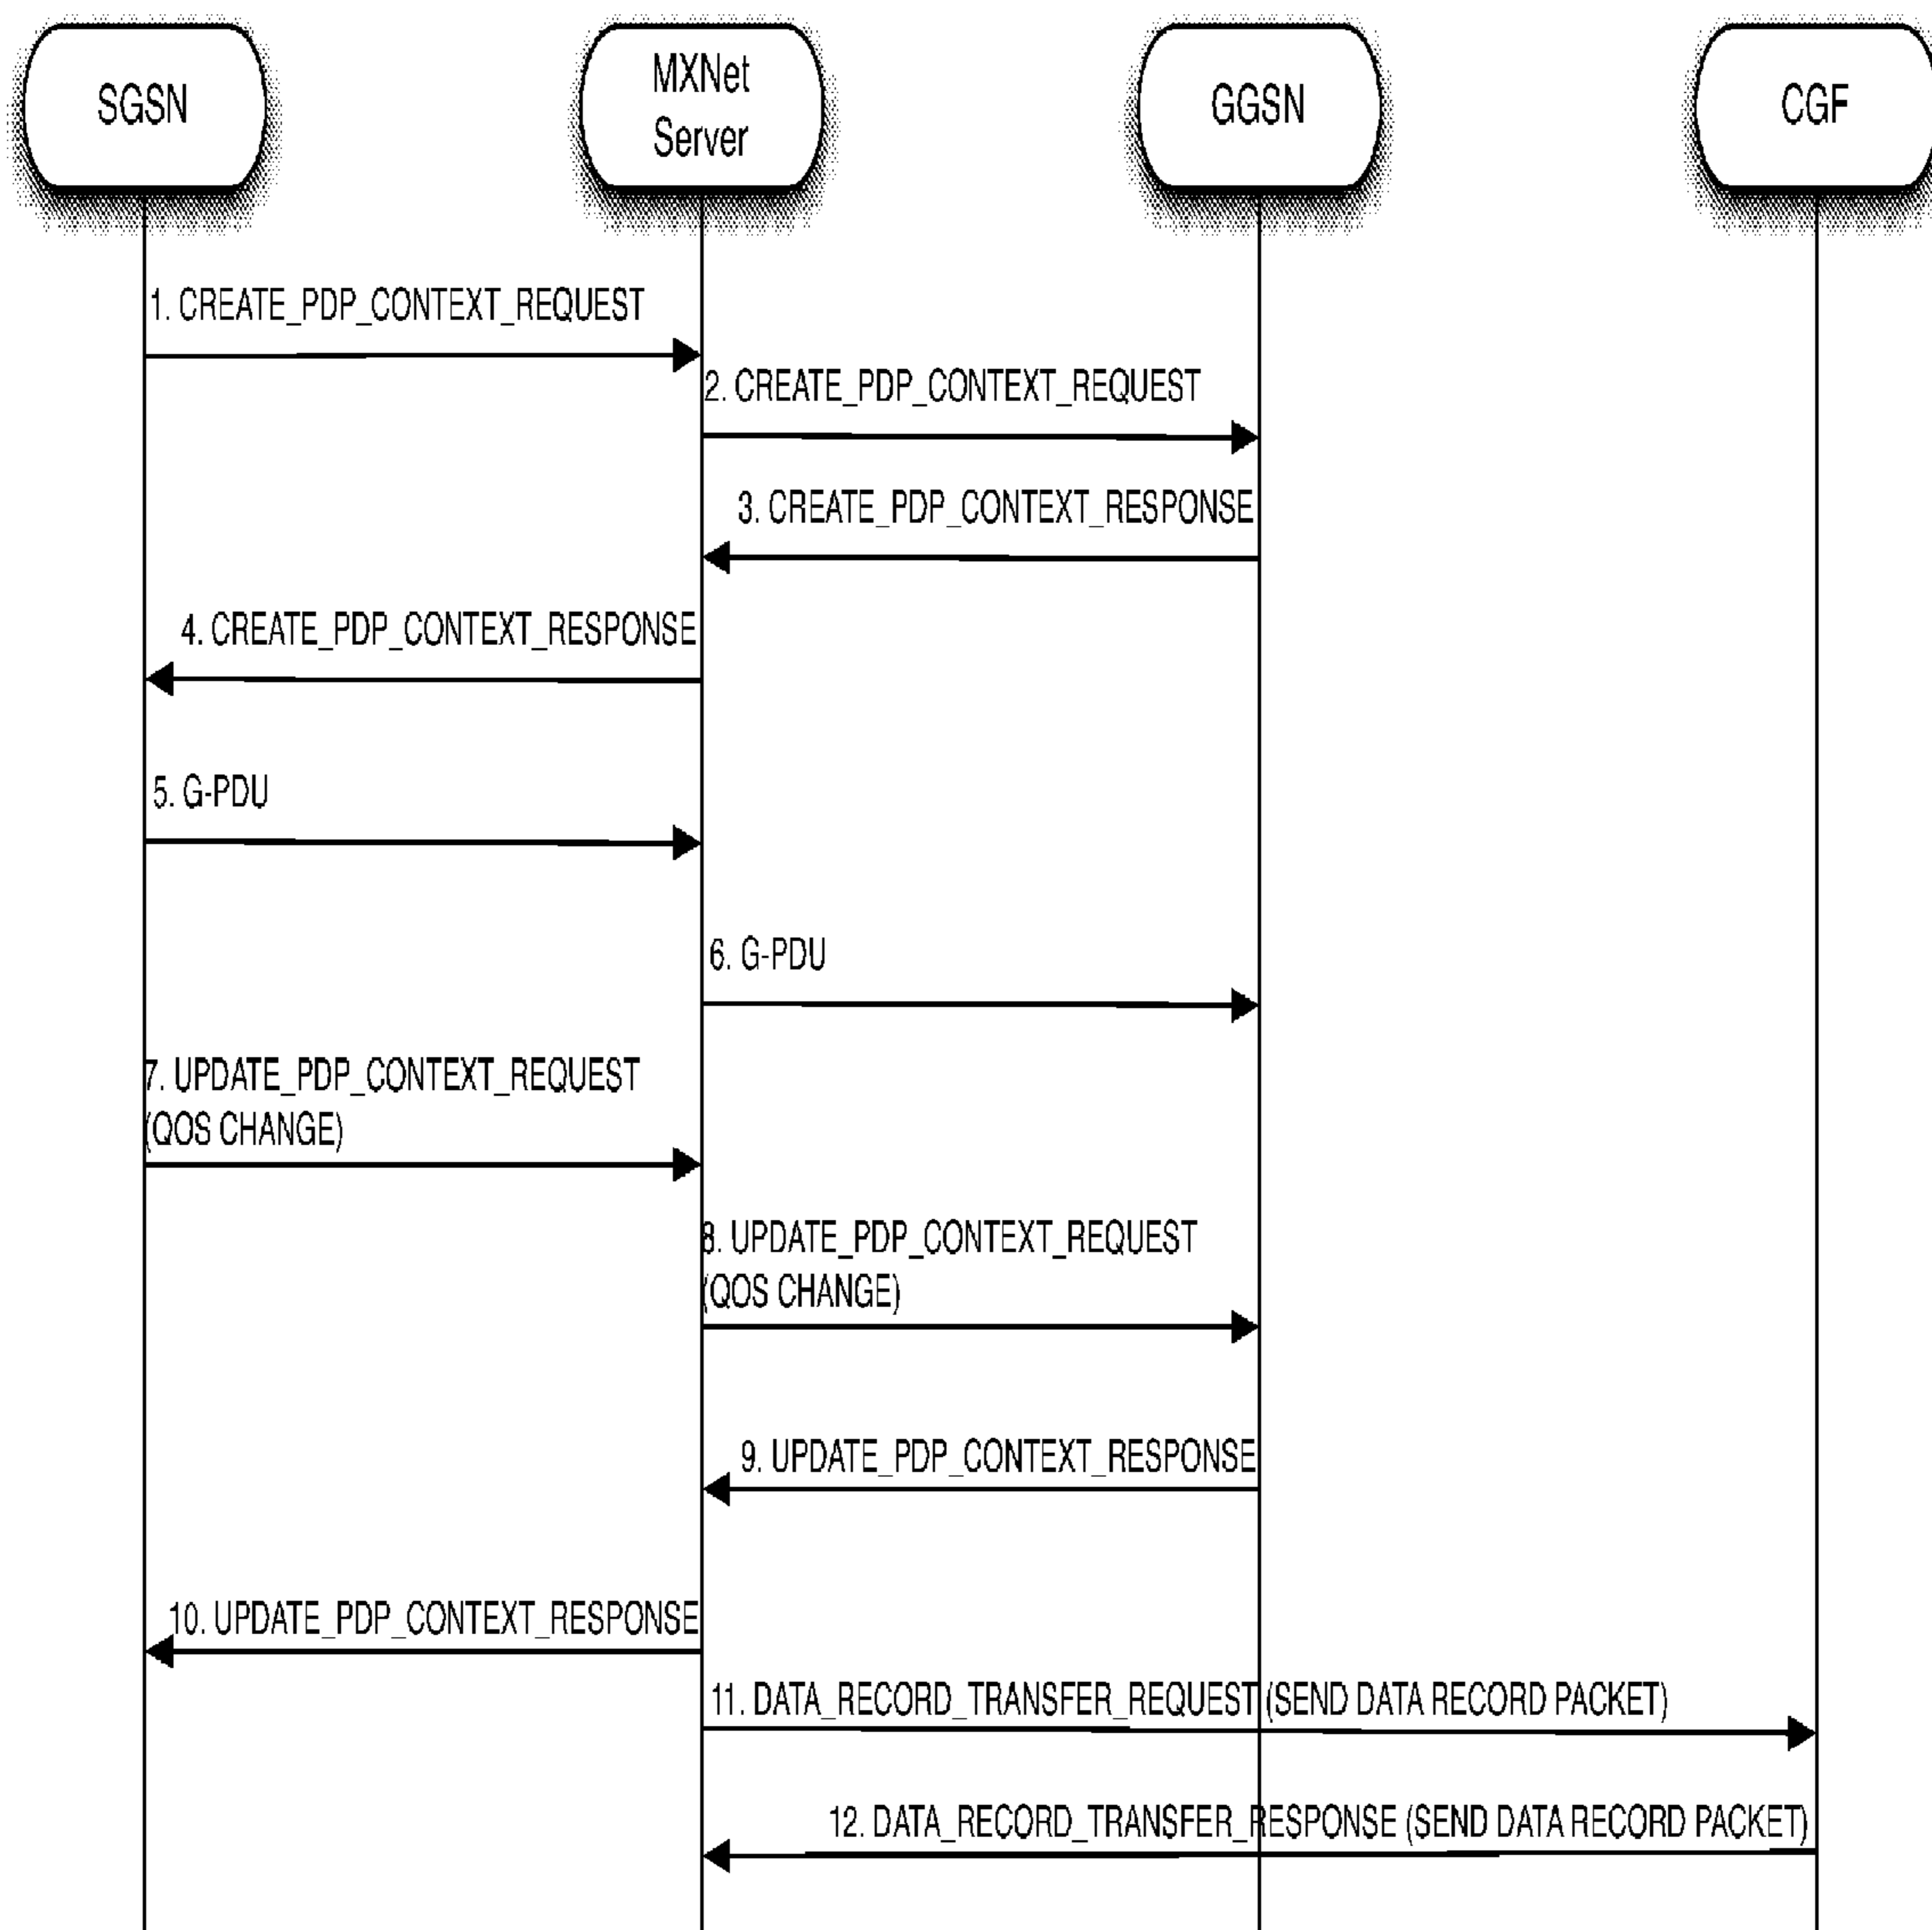 SGSN
MXNet
Server
GGSN
CGF
1. CREATE_PDP_CONTEXT_REQUEST
2. CREATE_PDP_CONTEXT_REQUEST
3. CREATE_PDP_CONTEXT_RESPONSE
4. CREATE_PDP_CONTEXT_RESPONSE
5. G-PDU
6. G-PDU
7. UPDATE_PDP_CONTEXT_REQUEST
(QOS CHANGE)
8. UPDATE_PDP_CONTEXT_REQUEST
(QOS CHANGE)
9. UPDATE_PDP_CONTEXT_RESPONSE
10. UPDATE_PDP_CONTEXT_RESPONSE
11. DATA_RECORD_TRANSFER_REQUEST (SEND DATA RECORD PACKET)
12. DATA_RECORD_TRANSFER_RESPONSE (SEND DATA RECORD PACKET)